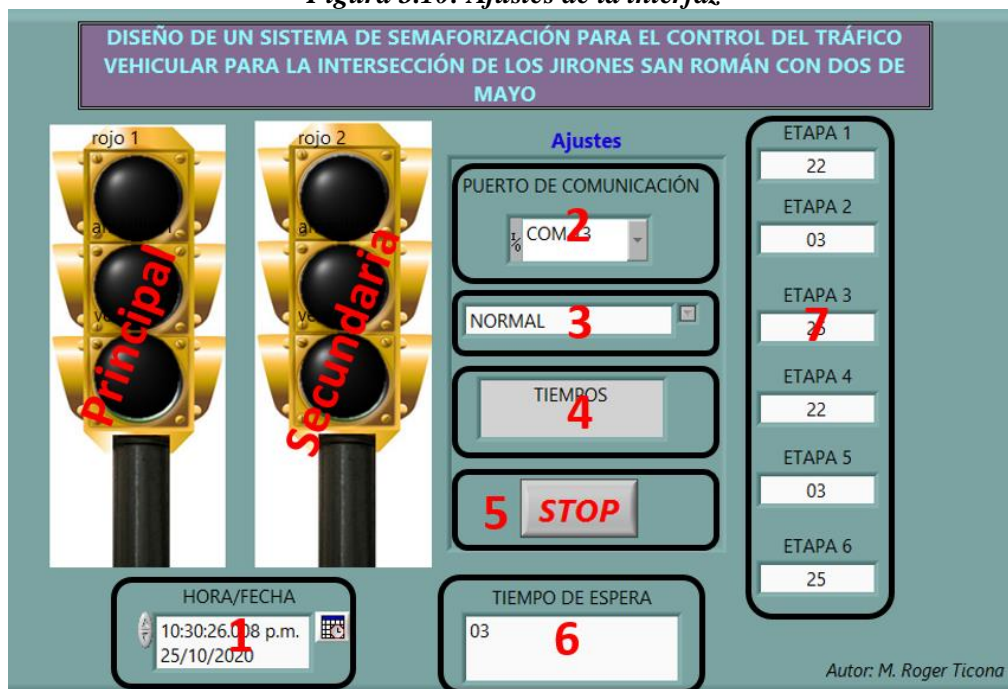 Figura 3.10: Ajustes de la interfaz
DISEÑO DE UN SISTEMA DE SEMAFORIZACIÓN PARA EL CONTROL DEL TRÁFICO
VEHICULAR PARA LA INTERSECCIÓN DE LOS JIRONES SAN ROMÁN CON DOS DE
MAYO
rojo 1
Principal
rojo 2
Secundaria
Ajustes
PUERTO DE COMUNICACIÓN
2
NORMAL
3
TIEMPOS
4
5
STOP
ETAPA 1
22
ETAPA 2
03
ETAPA 3
7
ETAPA 4
22
ETAPA 5
03
ETAPA 6
25
HORA/FECHA
25/10/2020
1
TIEMPO DE ESPERA
03
6
Autor: M. Roger Ticona